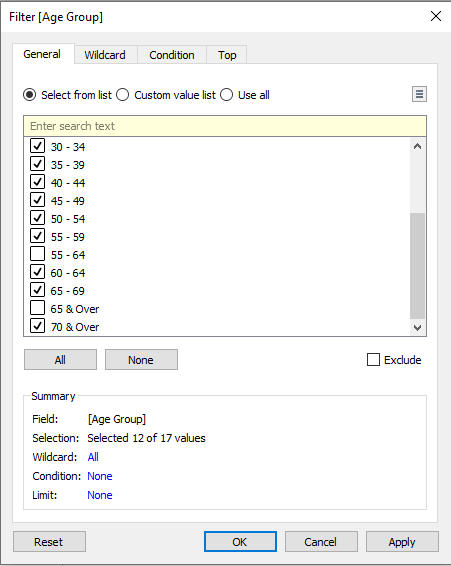 Filter [Age Group]
General Wildcard Condition Top
Select from list Custom value list Use all
Enter search text
30 - 34
35 - 39
40 - 44
45 - 49
50 - 54
55 - 59
55 - 64
60 - 64
65 - 69
65 & Over
70 & Over
All None Exclude
Summary
Field: [Age Group]
Selection: Selected 12 of 17 values
Wildcard: All
Condition: None
Limit: None
Reset OK Cancel Apply